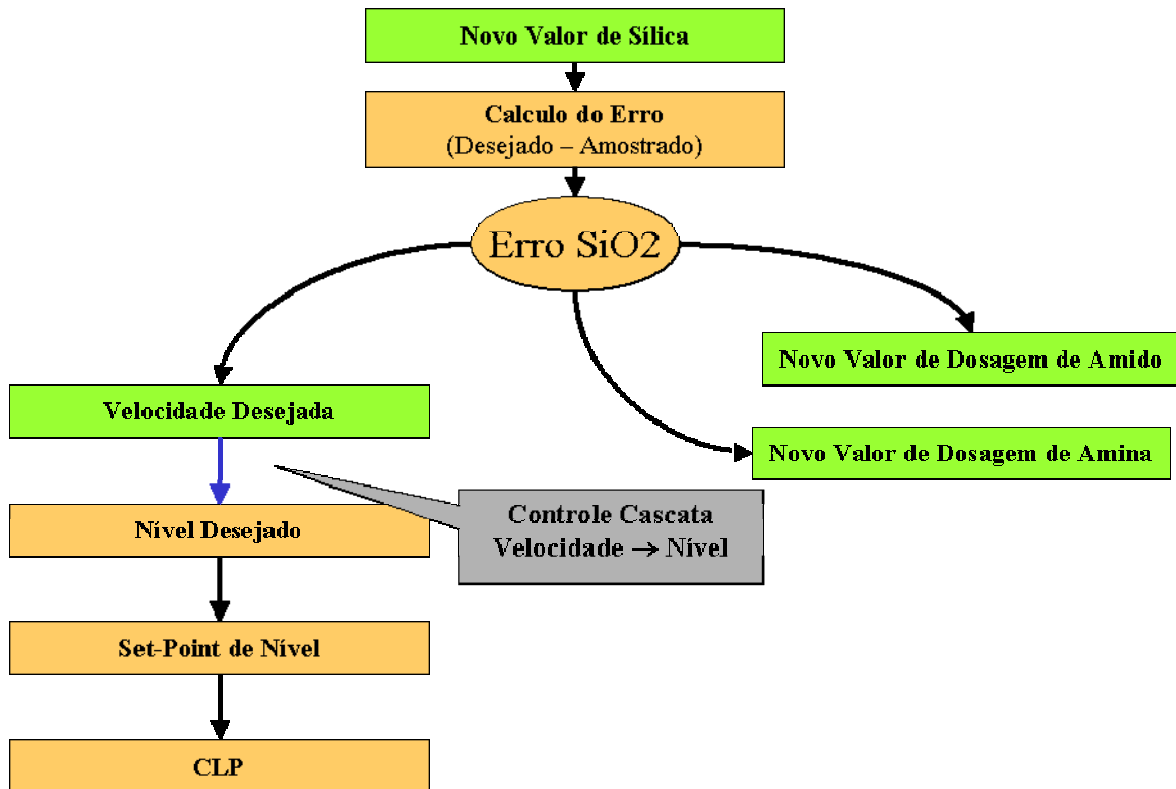 Novo Valor de Sílica
Calculo do Erro
(Desejado – Amostrado)
Erro SiO2
Novo Valor de Dosagem de Amido
Velocidade Desejada
Novo Valor de Dosagem de Amina
Controle Cascata
Velocidade → Nível
Nível Desejado
Set-Point de Nível
CLP